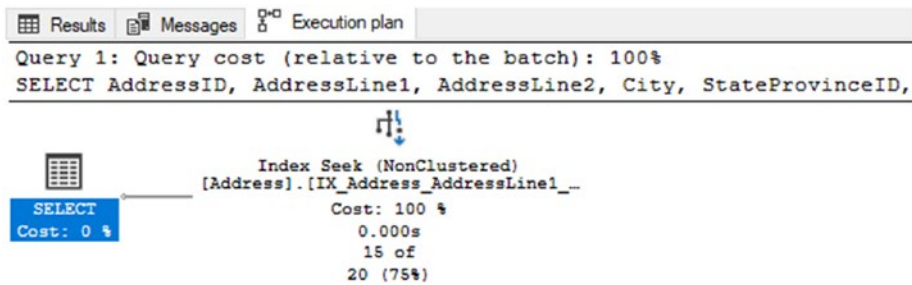 Results Messages Execution plan
Query 1: Query cost (relative to the batch): 100%
SELECT AddressID, AddressLine1, AddressLine2, City, StateProvinceID,
Index Seek (NonClustered)
[Address].[IX_Address_AddressLine1_…
SELECT
Cost: 0 %
Cost: 100 %
0.000s
15 of
20 (75%)